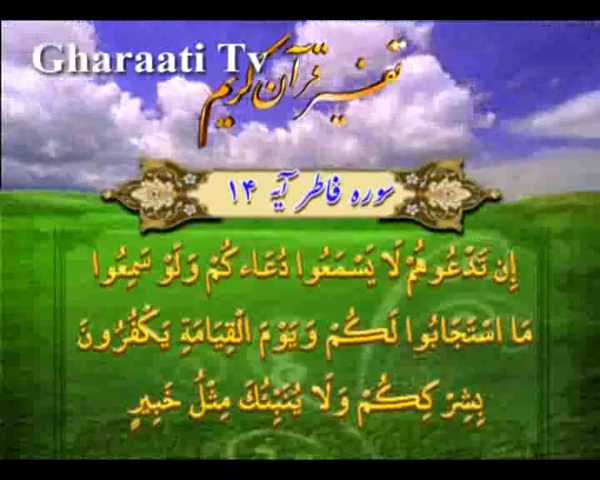 Gharaati Tv
تفسیر قرآن کریم
سوره فاطر آیه ۱۴
إِن تَدْعُوهُمْ لَا يَسْمَعُوا دُعَاءَكُمْ وَلَوْ سَمِعُوا
مَا اسْتَجَابُوا لَكُمْ وَيَوْمَ الْقِيَامَةِ يَكْفُرُونَ
بِشِرْكِكُمْ وَلَا يُنَبِّئُكَ مِثْلُ خَبِيرٍ